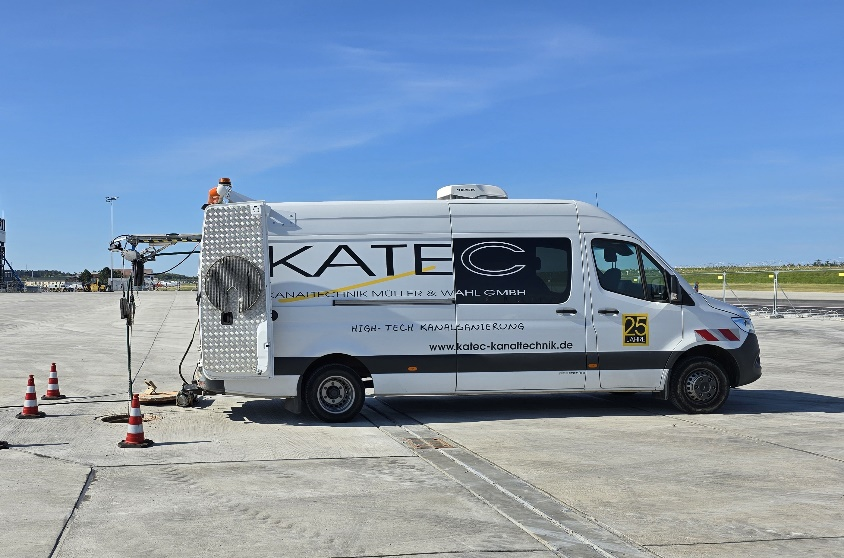 KATEC
KANALTECHNIK MÜLLER & WAHL GMBH
HIGH-TECH KANALSANIERUNG
www.katec-kanaltechnik.de
25
JAHRE